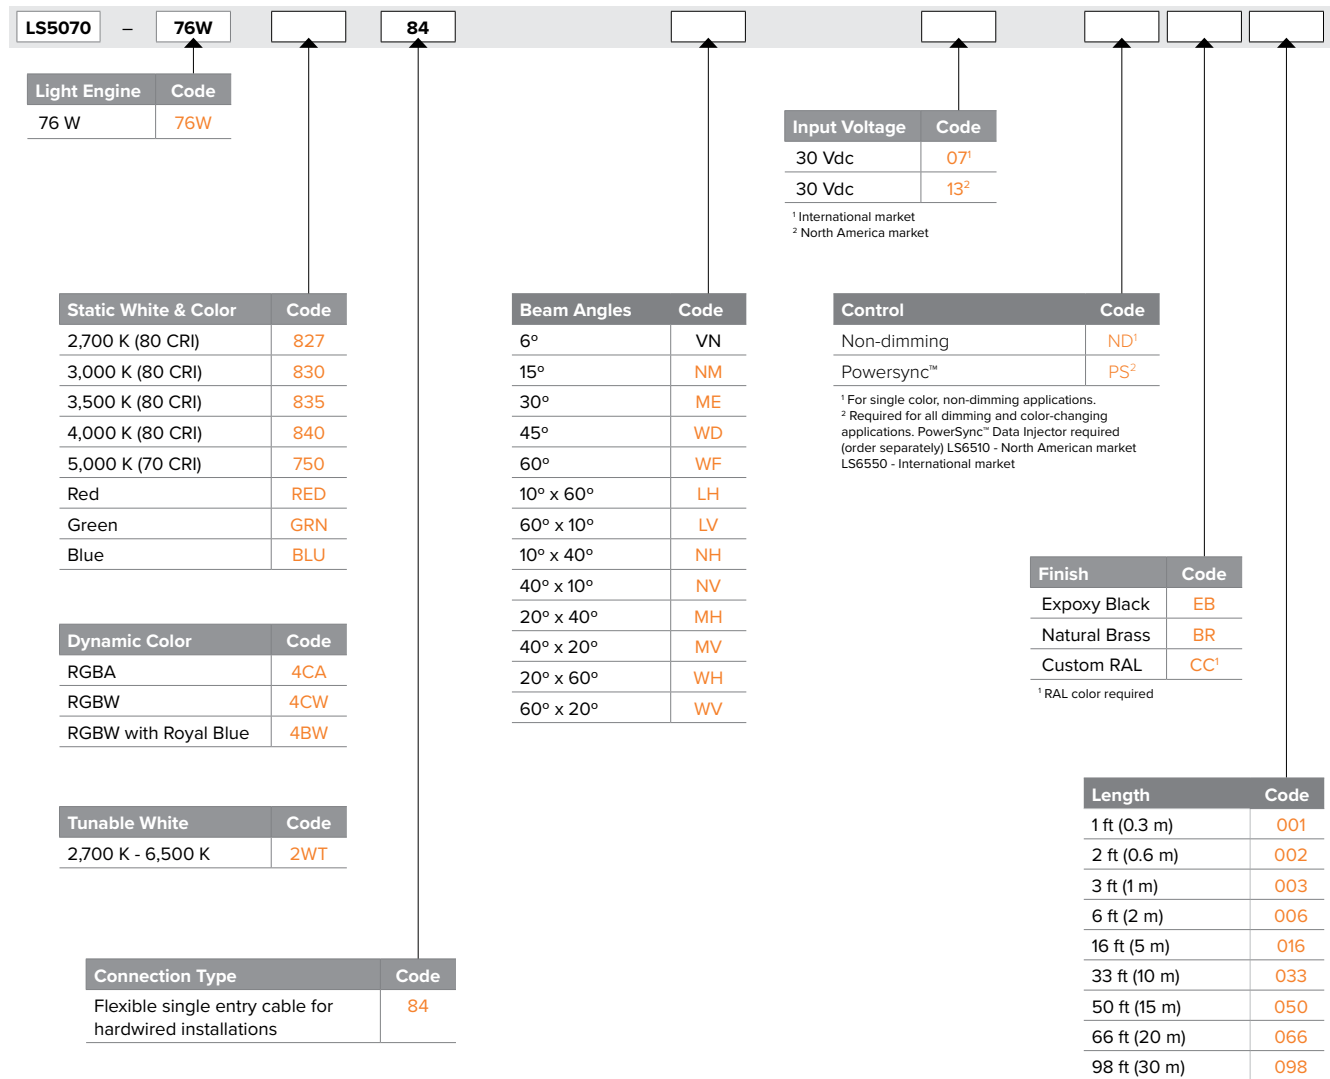 LS5070 – 76W 84
Light Engine Code
76 W 76W
Input Voltage Code
30 Vdc 07¹
30 Vdc 13²
¹ International market
² North America market
Static White & Color Code
2,700 K (80 CRI) 827
3,000 K (80 CRI) 830
3,500 K (80 CRI) 835
4,000 K (80 CRI) 840
5,000 K (70 CRI) 750
Red RED
Green GRN
Blue BLU
Beam Angles Code
6º VN
15º NM
30º ME
45º WD
60º WF
10º x 60º LH
60º x 10º LV
10º x 40º NH
40º x 10º NV
20º x 40º MH
40º x 20º MV
20º x 60º WH
60º x 20º WV
Control Code
Non-dimming ND¹
Powersync™ PS²
¹ For single color, non-dimming applications.
² Required for all dimming and color-changing
applications. PowerSync™ Data Injector required
(order separately) LS6510 - North American market
LS6550 - International market
Finish Code
Expoxy Black EB
Natural Brass BR
Custom RAL CC¹
¹ RAL color required
Dynamic Color Code
RGBA 4CA
RGBW 4CW
RGBW with Royal Blue 4BW
Tunable White Code
2,700 K - 6,500 K 2WT
Connection Type Code
Flexible single entry cable for 84
hardwired installations
Length Code
1 ft (0.3 m) 001
2 ft (0.6 m) 002
3 ft (1 m) 003
6 ft (2 m) 006
16 ft (5 m) 016
33 ft (10 m) 033
50 ft (15 m) 050
66 ft (20 m) 066
98 ft (30 m) 098